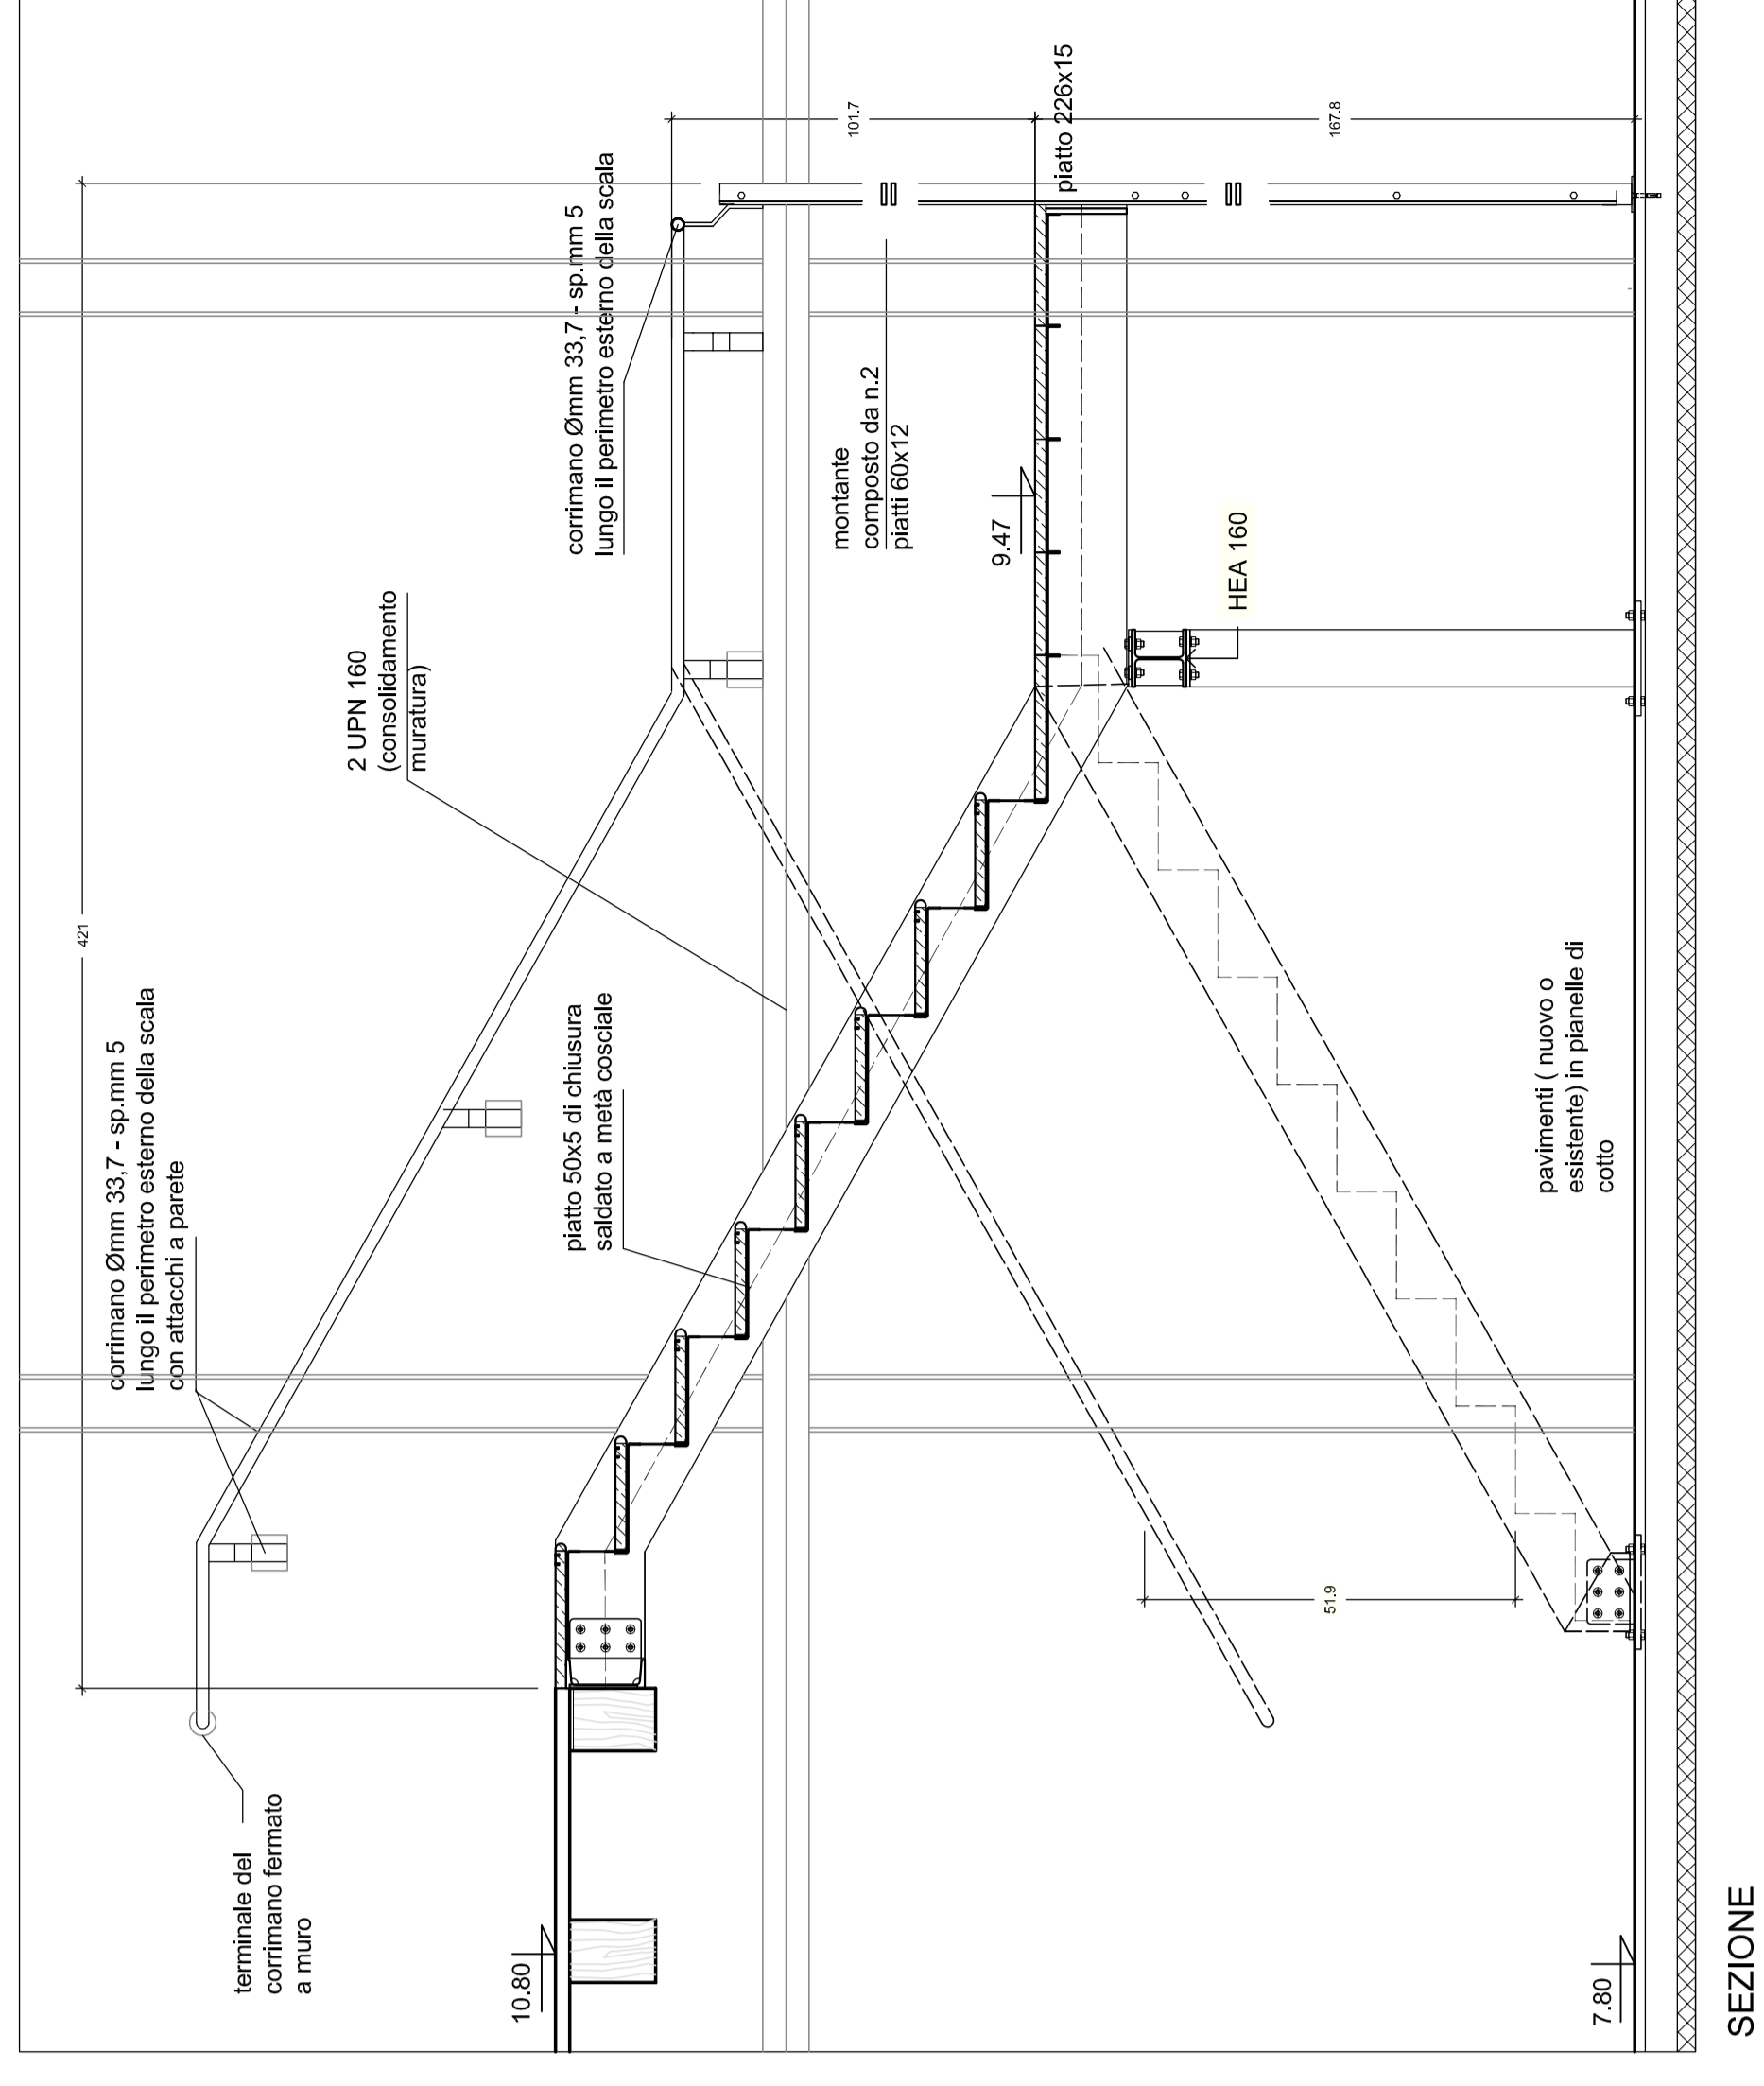 corrimano Ømm 33,7 - sp.mm 5
lungo il perimetro esterno della scala
con attacchi a parete
terminale del
corrimano fermato
a muro
421
2 UPN 160
(consolidamento
muratura)
corrimano Ømm 33,7 - sp.mm 5
lungo il perimetro esterno della scala
piatto 50x5 di chiusura
saldato a metà cosciale
10.80
montante
composto da n.2
piatti 60x12
101.7
9.47
piatto 226x15
HEA 160
167.8
51.9
pavimenti ( nuovo o
esistente) in pianelle di
cotto
7.80
SEZIONE